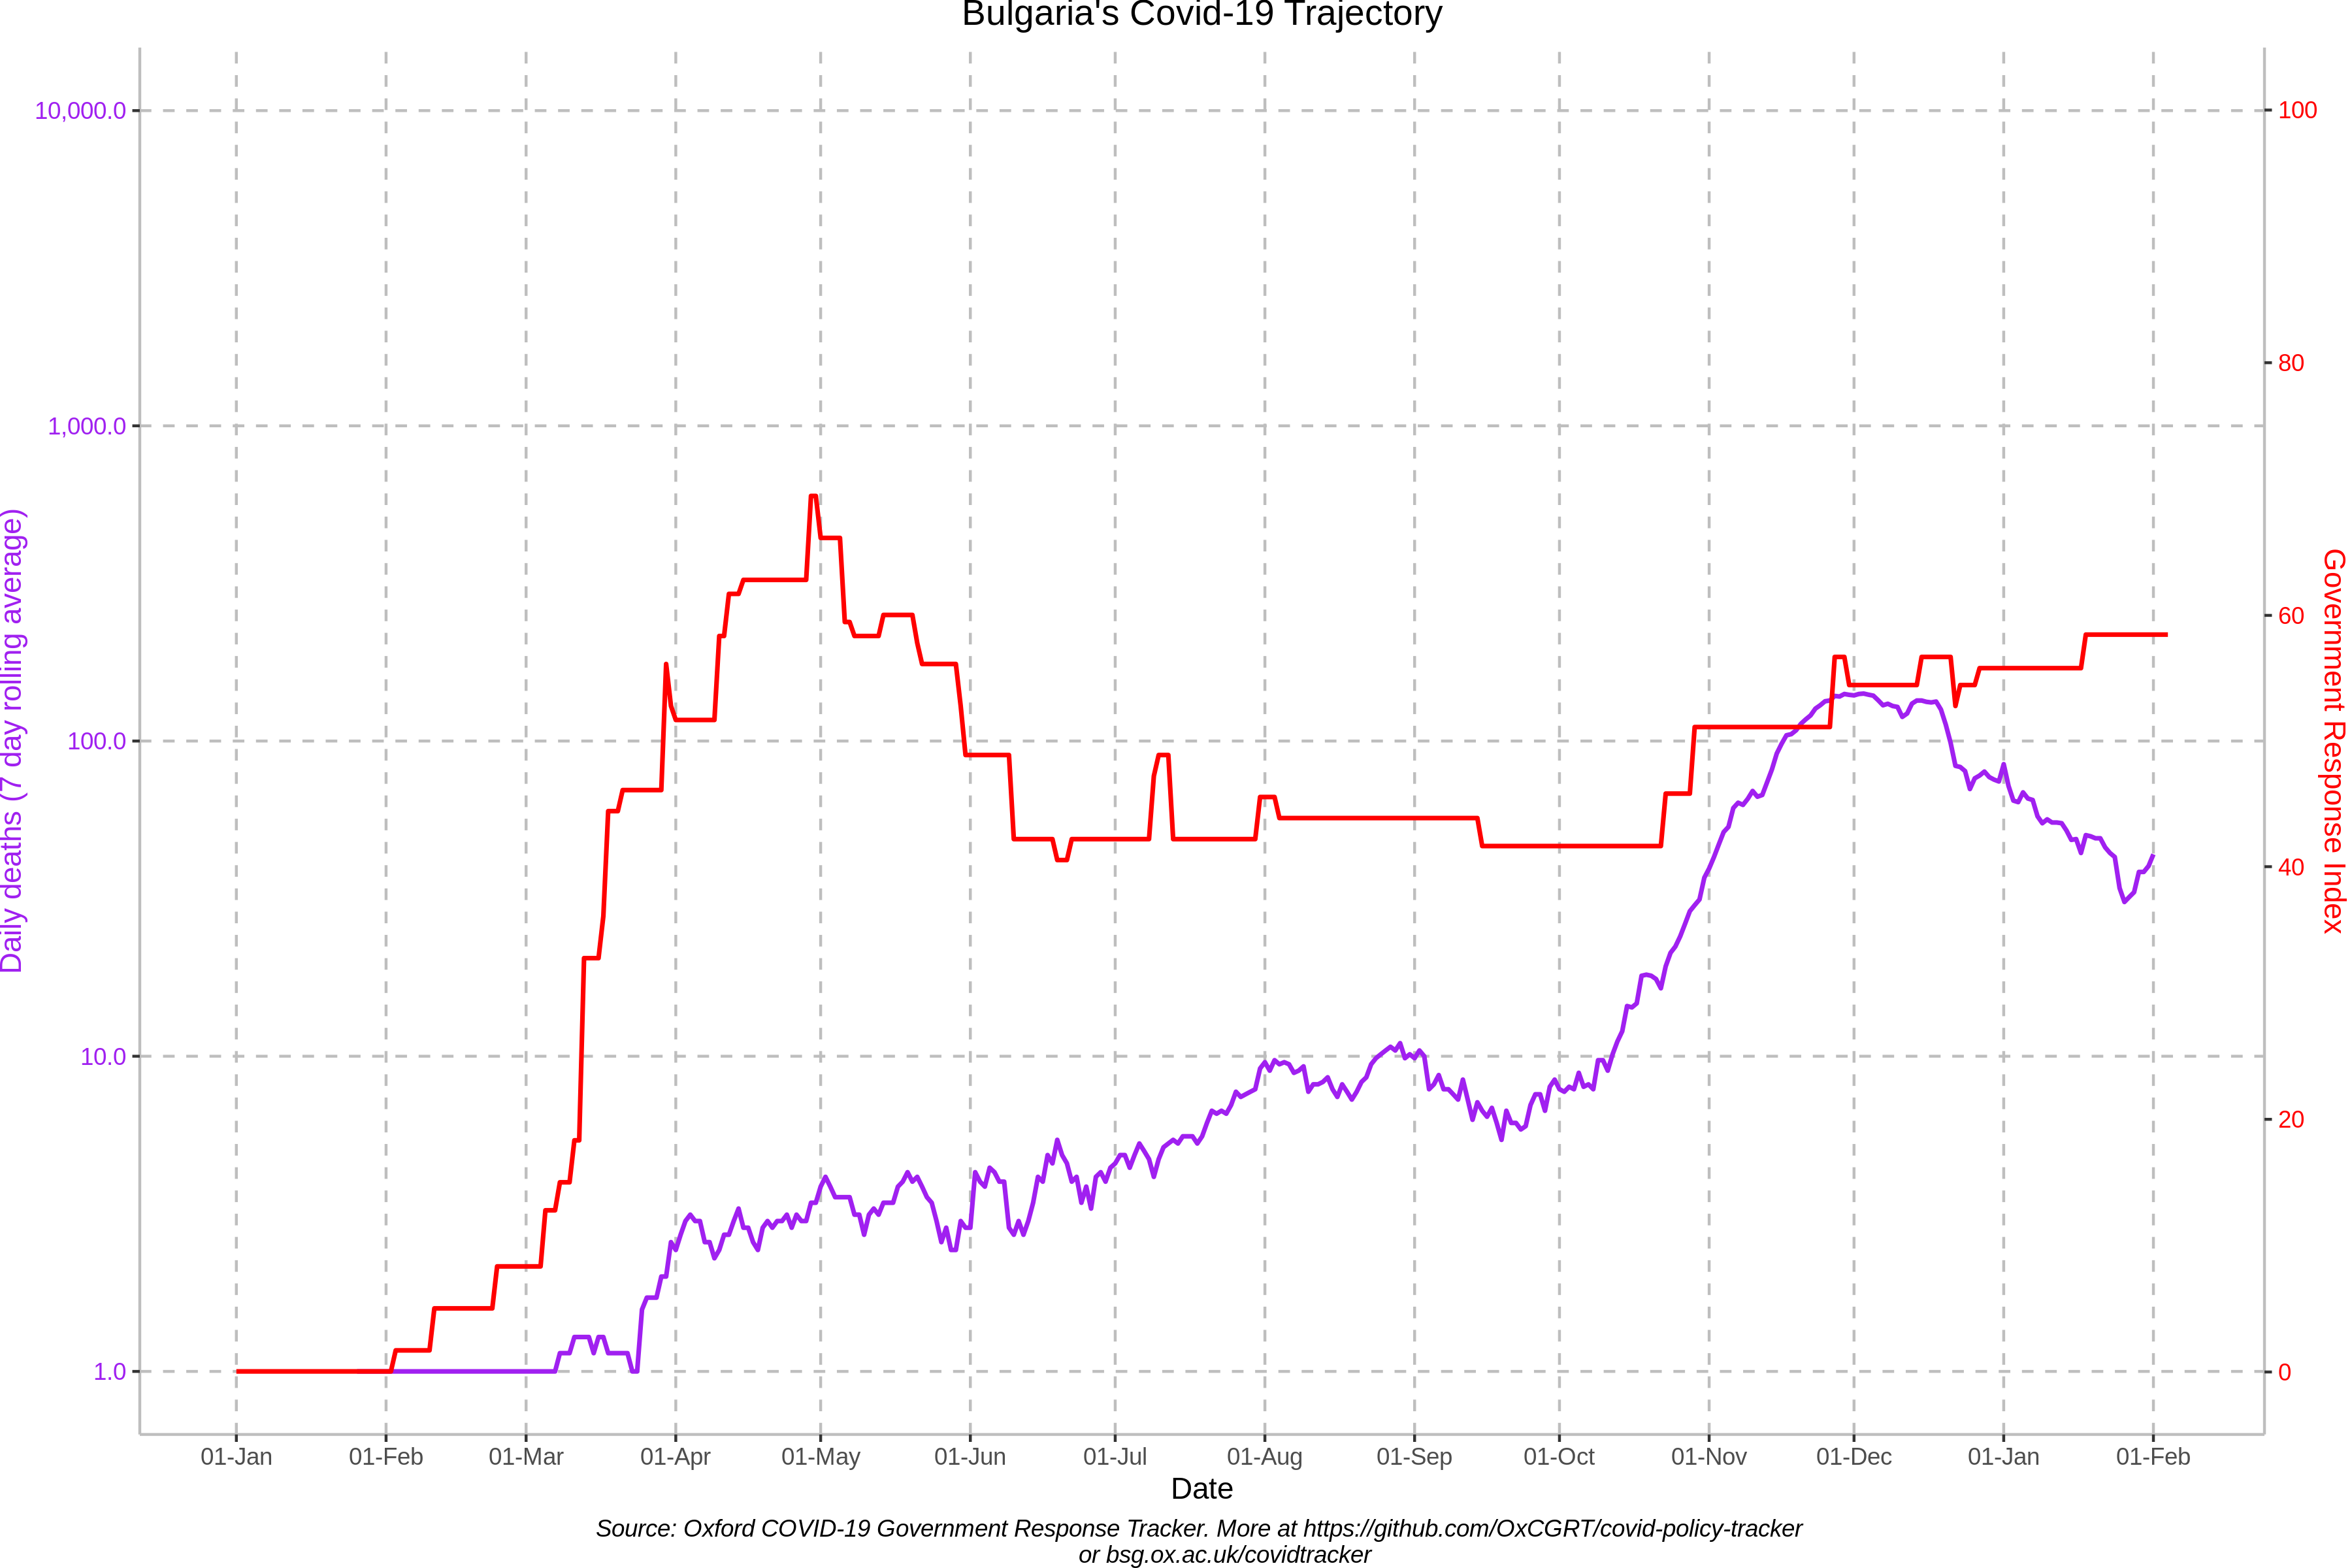 Bulgaria's Covid-19 Trajectory
10,000.0
1,000.0
100.0
10.0
1.0
Daily deaths (7 day rolling average)
100
80
60
40
20
0
Government Response Index
01-Jan 01-Feb 01-Mar 01-Apr 01-May 01-Jun 01-Jul 01-Aug 01-Sep 01-Oct 01-Nov 01-Dec 01-Jan 01-Feb
Date
Source: Oxford COVID-19 Government Response Tracker. More at https://github.com/OxCGRT/covid-policy-tracker
or bsg.ox.ac.uk/covidtracker